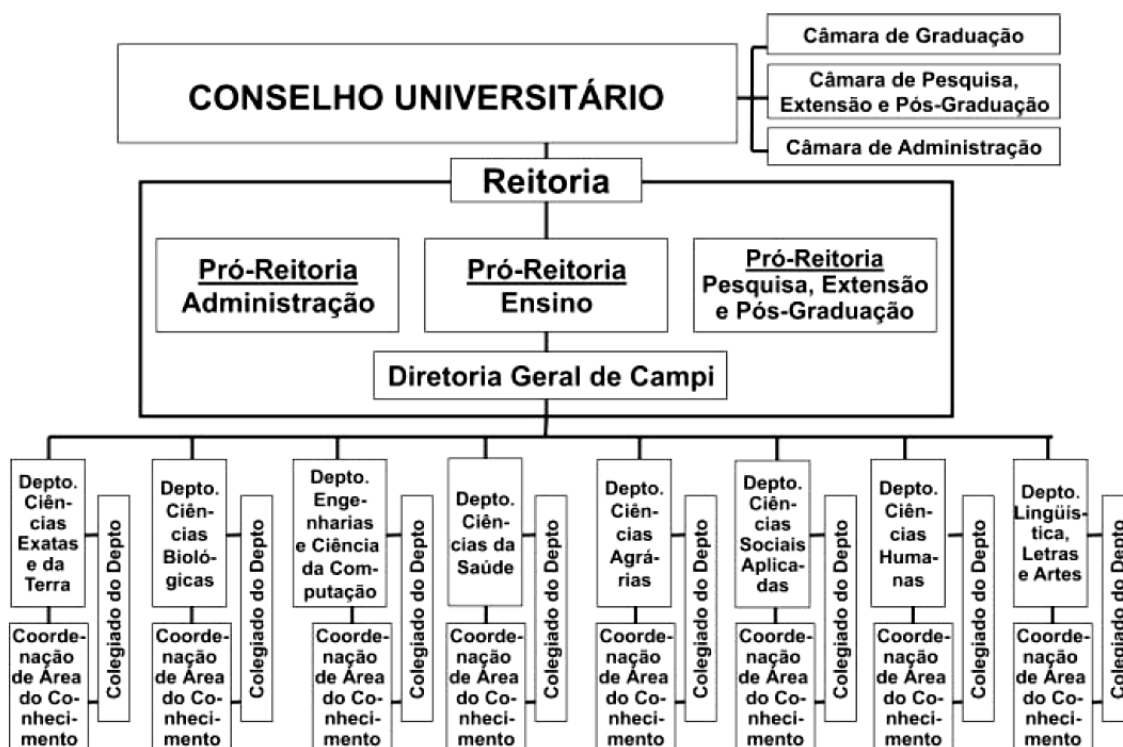 CONSELHO UNIVERSITÁRIO
Câmara de Graduação
Câmara de Pesquisa,
Extensão e Pós-Graduação
Câmara de Administração
Reitoria
Pró-Reitoria
Administração
Pró-Reitoria
Ensino
Pró-Reitoria
Pesquisa, Extensão
e Pós-Graduação
Diretoria Geral de Campi
Depto.
Ciên-
cias
Exatas
e da
Terra
Colegiado do Depto
Coorde-
nação
de Área
do Co-
nheci-
mento
Depto.
Ciên-
cias
Bioló-
gicas
Colegiado do Depto
Coorde-
nação
de Área
do Co-
nheci-
mento
Depto.
Enge-
nharias
e Ciência
da Com-
putação
Colegiado do Depto
Coorde-
nação
de Área
do Co-
nheci-
mento
Depto.
Ciên-
cias da
Saúde
Colegiado do Depto
Coorde-
nação
de Área
do Co-
nheci-
mento
Depto.
Ciên-
cias
Agrá-
rias
Colegiado do Depto
Coorde-
nação
de Área
do Co-
nheci-
mento
Depto.
Ciên-
cias
Sociais
Aplica-
das
Colegiado do Depto
Coorde-
nação
de Área
do Co-
nheci-
mento
Depto.
Ciên-
cias
Huma-
nas
Colegiado do Depto
Coorde-
nação
de Área
do Co-
nheci-
mento
Depto.
Lingüís-
tica,
Letras
e Artes
Colegiado do Depto
Coorde-
nação
de Área
do Co-
nheci-
mento